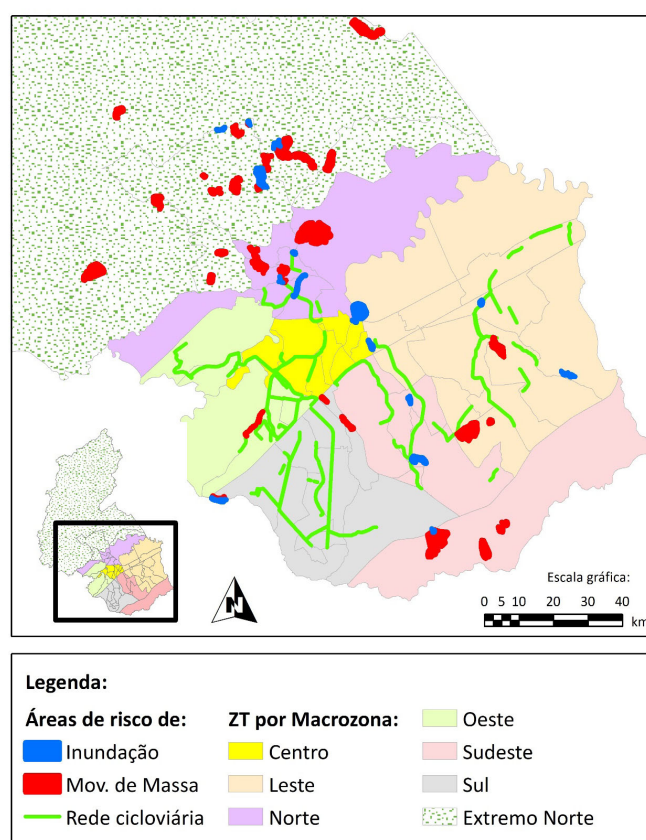 N
Escala gráfica:
0 5 10 20 30 40
km
Legenda:
Áreas de risco de:
Inundação
Mov. de Massa
Rede cicloviária
ZT por Macrozona:
Centro
Leste
Norte
Oeste
Sudeste
Sul
Extremo Norte